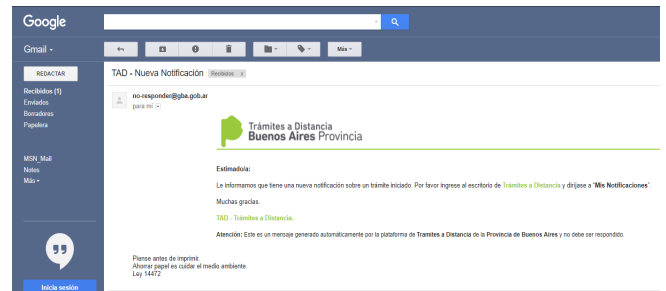 Google
Gmail
Más
REDACTAR
TAD - Nueva Notificación Recibidos x
Recibidos (1)
Enviados
Borradores
Papelera
MSN_Mail
Notes
Más
no-responder@gba.gob.ar
para mí
Trámites a Distancia
Buenos Aires Provincia
Estimado/a:
Le informamos que tiene una nueva notificación sobre un trámite iniciado. Por favor ingrese al escritorio de Trámites a Distancia y diríjase a "Mis Notificaciones".
Muchas gracias.
TAD - Trámites a Distancia.
Atención: Este es un mensaje generado automáticamente por la plataforma de Tramites a Distancia de la Provincia de Buenos Aires y no debe ser respondido.
Piense antes de imprimir.
Ahorrar papel es cuidar el medio ambiente.
Ley 14472
Inicia sesión